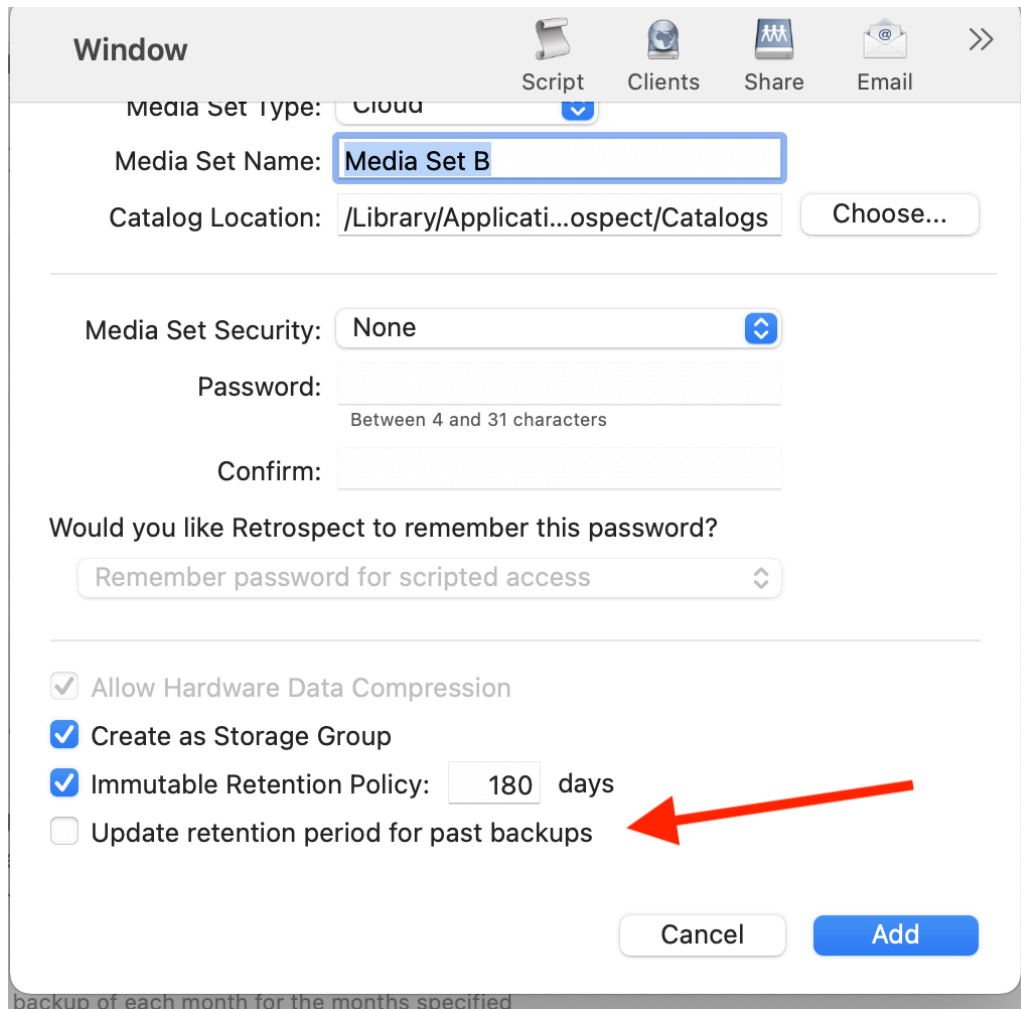 Window
Script
Clients
Share
Email
Media Set Type: Cloud
Media Set Name: Media Set B
Catalog Location: /Library/Applicati...ospect/Catalogs Choose...
Media Set Security: None
Password:
Between 4 and 31 characters
Confirm:
Would you like Retrospect to remember this password?
Remember password for scripted access
Allow Hardware Data Compression
Create as Storage Group
Immutable Retention Policy: 180 days
Update retention period for past backups
Cancel
Add
backup of each month for the months specified